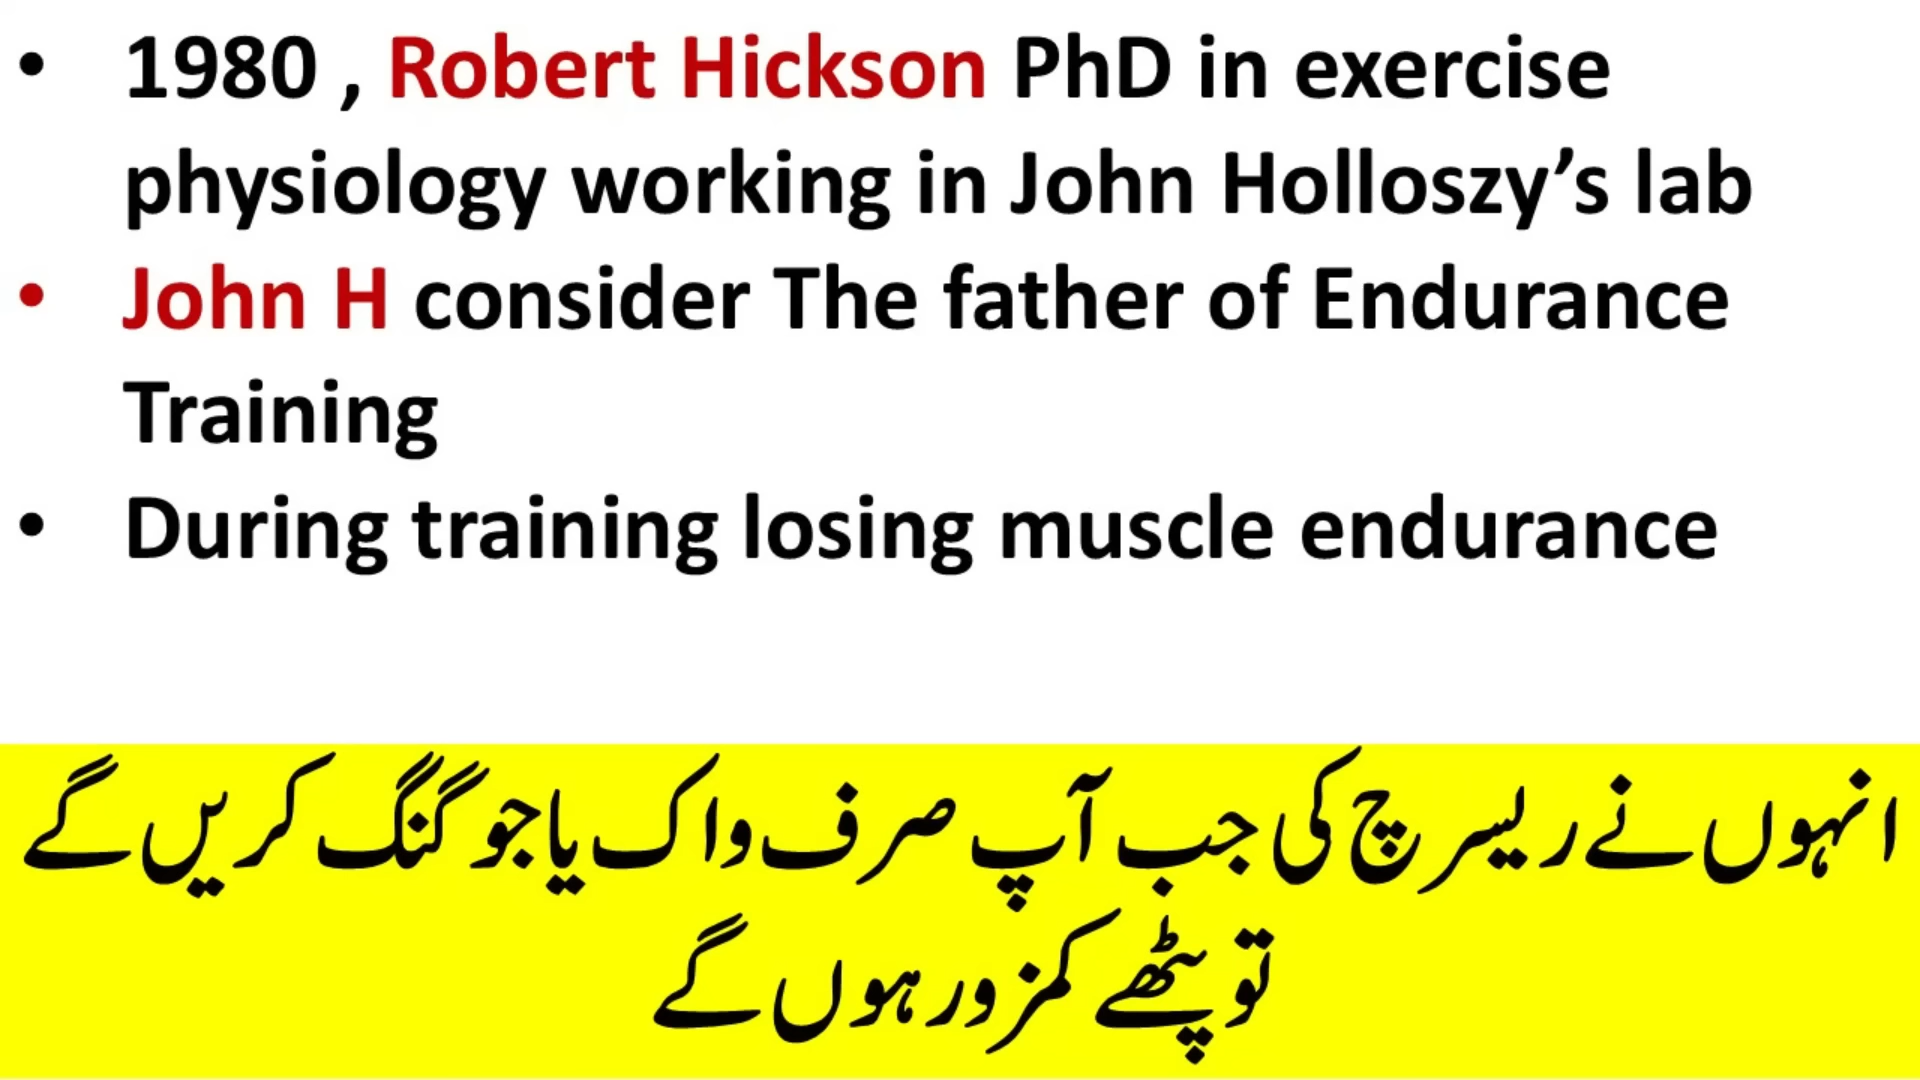 • 1980 , Robert Hickson PhD in exercise
physiology working in John Holloszy’s lab
• John H consider The father of Endurance
Training
• During training losing muscle endurance
انہوں نے ریسرچ کی جب آپ صرف واک یا جو گنگ کریں گے
تو پٹھے کمزور ہوں گے